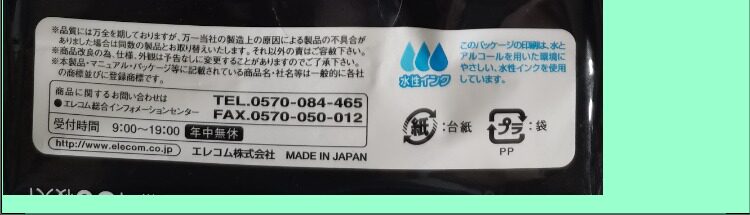 ※品質には万全を期しておりますが、万一当社の製造上の原因による製品の不具合が
ありました場合は同数の製品とお取り替えいたします。それ以外の責はご容赦下さい。
※商品改良の為、仕様、外観は予告なしに変更することがありますのでご了承下さい。
※本製品・マニュアル・パッケージ等に記載されている商品名・社名等は一般的に各社
の商標並びに登録商標です。
商品に関するお問い合わせは
●エレコム総合インフォメーションセンター
TEL.0570-084-465
FAX.0570-050-012
受付時間 9:00~19:00 年中無休
http://www.elecom.co.jp エレコム株式会社 MADE IN JAPAN
水性インク
このパッケージの印刷は、水と
アルコールを用いた環境に
やさしい、水性インクを使用
しています。
紙:台紙
プラ:袋
PP